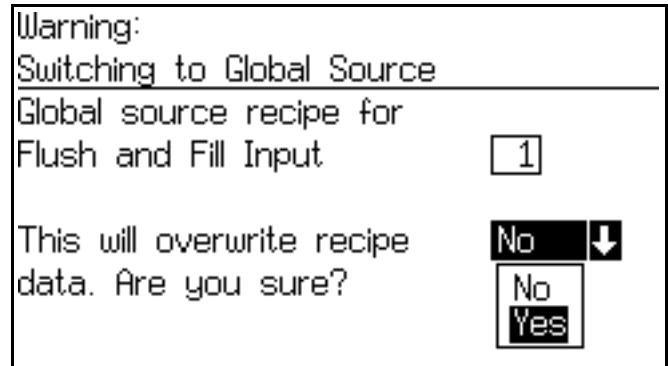 Warning:
Switching to Global Source
Global source recipe for
Flush and Fill Input 1
This will overwrite recipe No
data. Are you sure? No
Yes